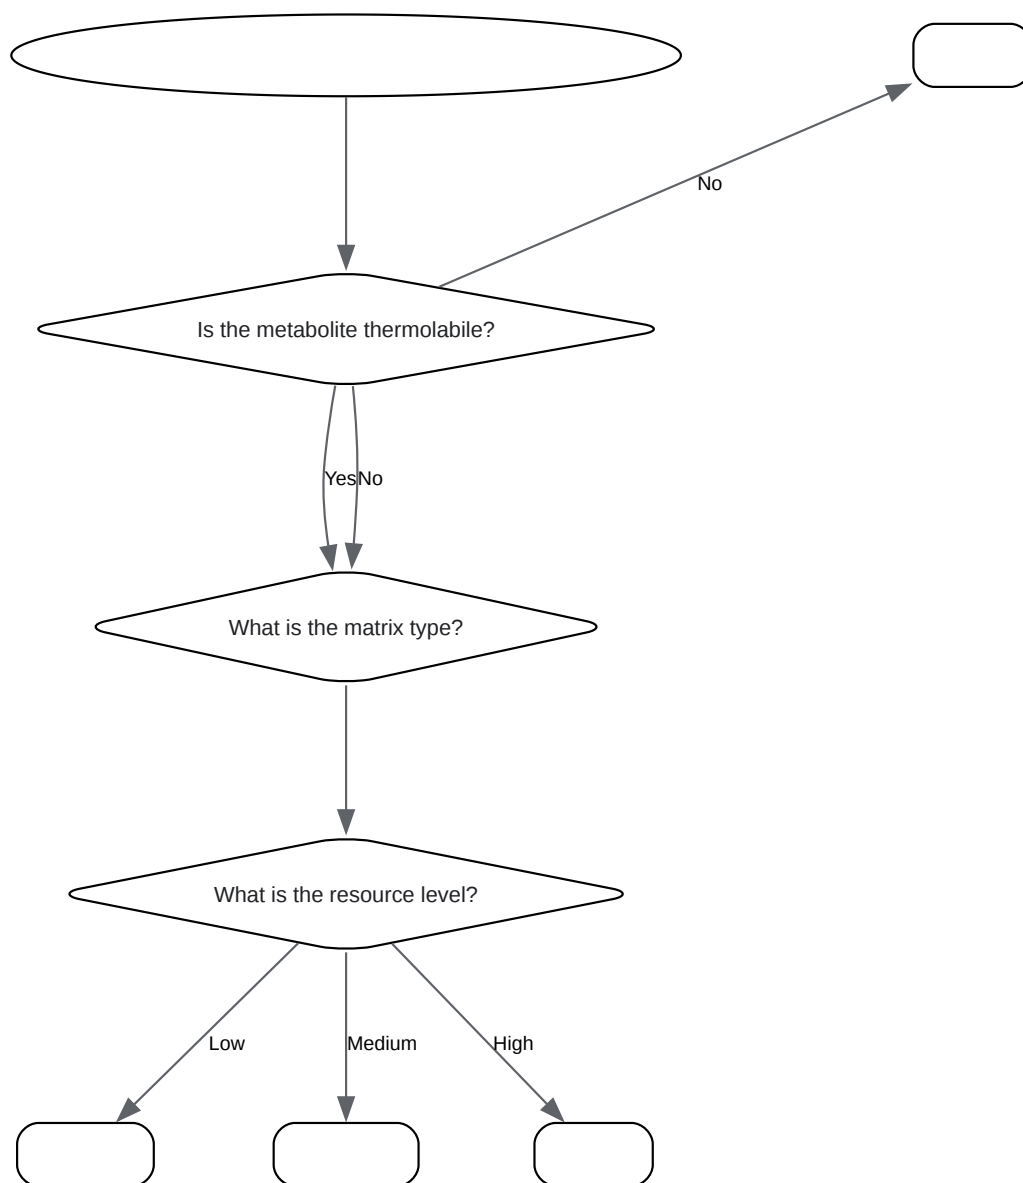 No
Is the metabolite thermolabile?
Yes
No
What is the matrix type?
What is the resource level?
Low
Medium
High